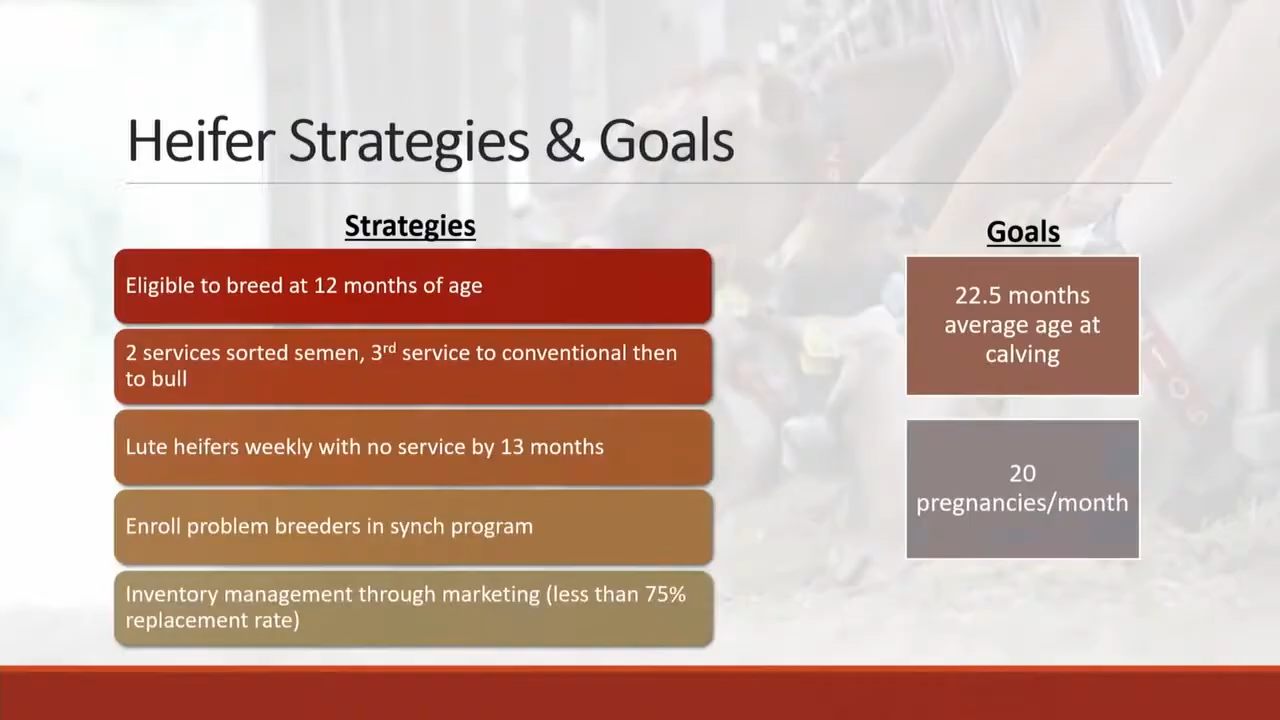 Heifer Strategies & Goals
Strategies
Eligible to breed at 12 months of age
2 services sorted semen, 3rd service to conventional then
to bull
Lute heifers weekly with no service by 13 months
Enroll problem breeders in synch program
Inventory management through marketing (less than 75%
replacement rate)
Goals
22.5 months
average age at
calving
20
pregnancies/month